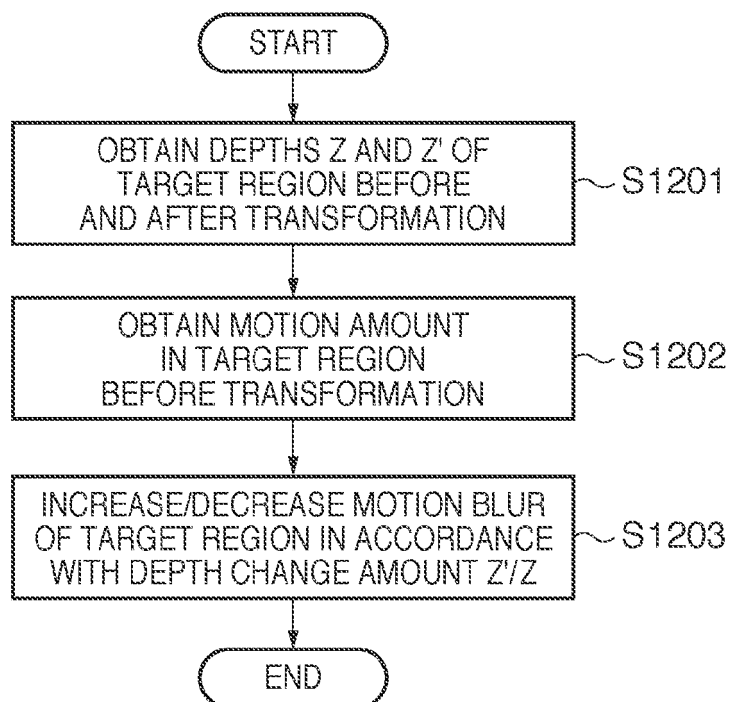 START
OBTAIN DEPTHS Z AND Z' OF
TARGET REGION BEFORE
AND AFTER TRANSFORMATION
S1201
OBTAIN MOTION AMOUNT
IN TARGET REGION
BEFORE TRANSFORMATION
S1202
INCREASE/DECREASE MOTION BLUR
OF TARGET REGION IN ACCORDANCE
WITH DEPTH CHANGE AMOUNT Z'/Z
S1203
END